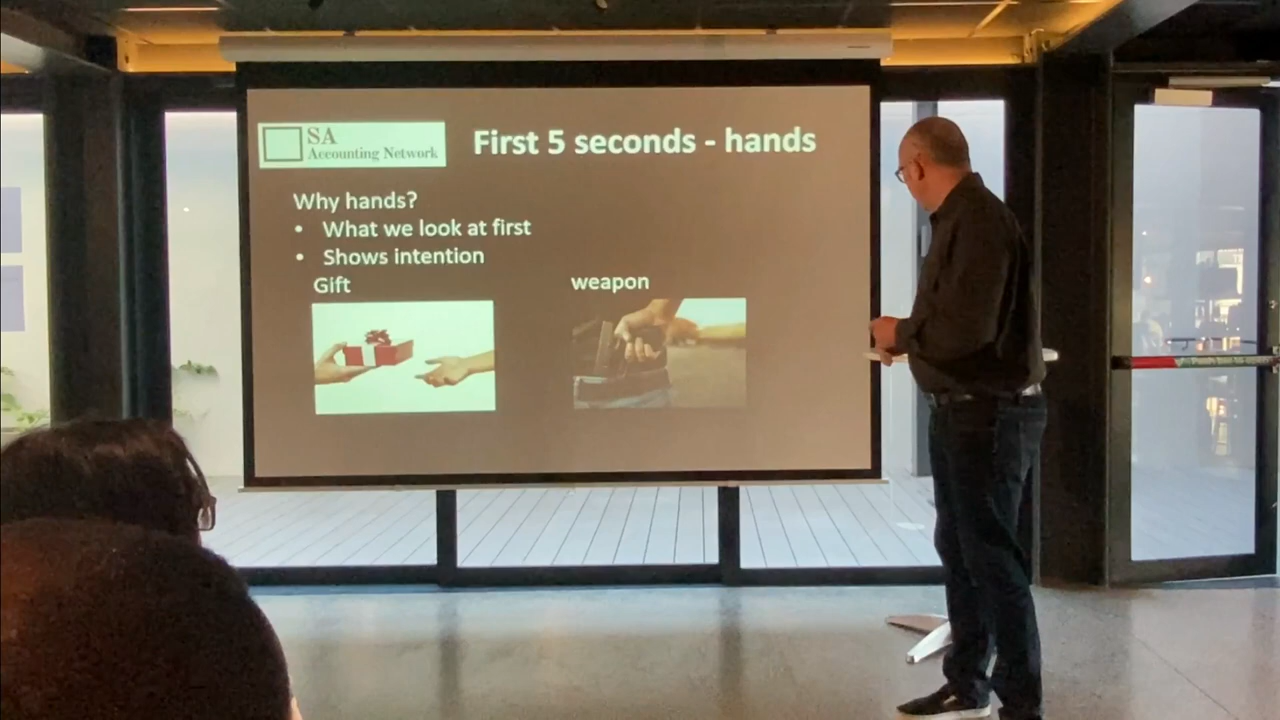 SA
Accounting Network
First 5 seconds - hands
Why hands?
• What we look at first
• Shows intention
Gift
weapon